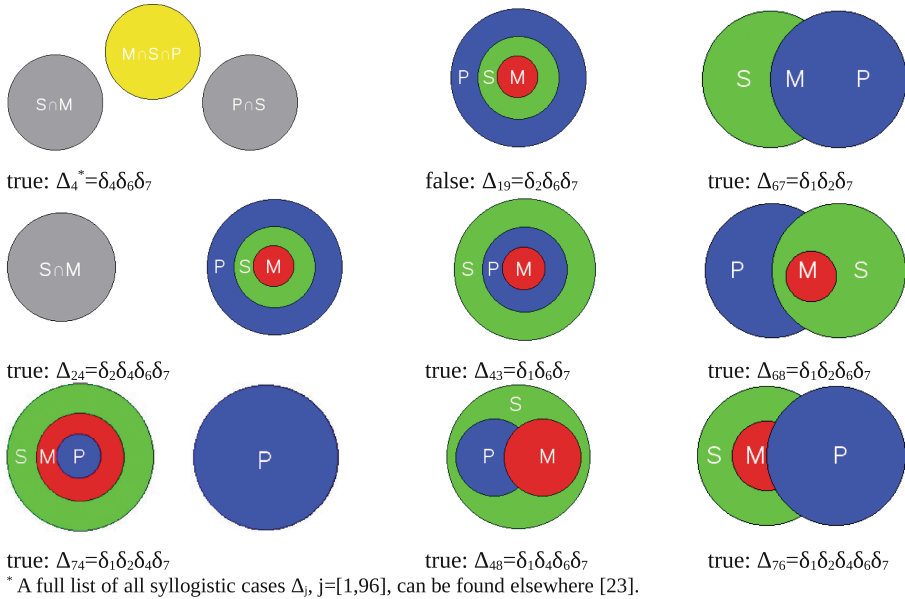 M∩S∩P
S∩M
P∩S
P S M
S M P
true: Δ₄*=δ₄δ₆δ₇
false: Δ₁₉=δ₂δ₆δ₇
true: Δ₆₇=δ₁δ₂δ₇
S∩M
P S M
S P M
P M S
true: Δ₂₄=δ₂δ₄δ₆δ₇
true: Δ₄₃=δ₁δ₆δ₇
true: Δ₆₈=δ₁δ₂δ₆δ₇
S M P
P
S
P M
S M P
true: Δ₇₄=δ₁δ₂δ₄δ₇
true: Δ₄₈=δ₁δ₄δ₆δ₇
true: Δ₇₆=δ₁δ₂δ₄δ₆δ₇
* A full list of all syllogistic cases Δⱼ, j=[1,96], can be found elsewhere [23].